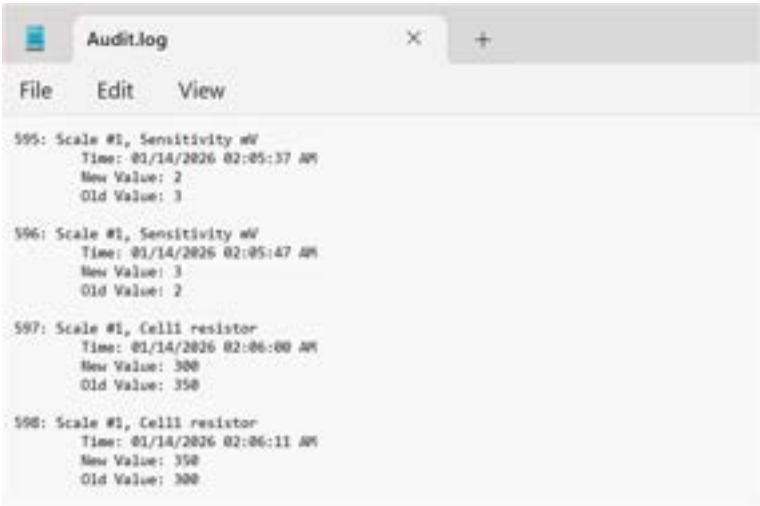 Audit.log
File Edit View
595: Scale #1, Sensitivity mV
Time: 01/14/2026 02:05:37 AM
New Value: 2
Old Value: 3
596: Scale #1, Sensitivity mV
Time: 01/14/2026 02:05:47 AM
New Value: 3
Old Value: 2
597: Scale #1, Cell1 resistor
Time: 01/14/2026 02:06:00 AM
New Value: 300
Old Value: 350
598: Scale #1, Cell1 resistor
Time: 01/14/2026 02:06:11 AM
New Value: 350
Old Value: 300